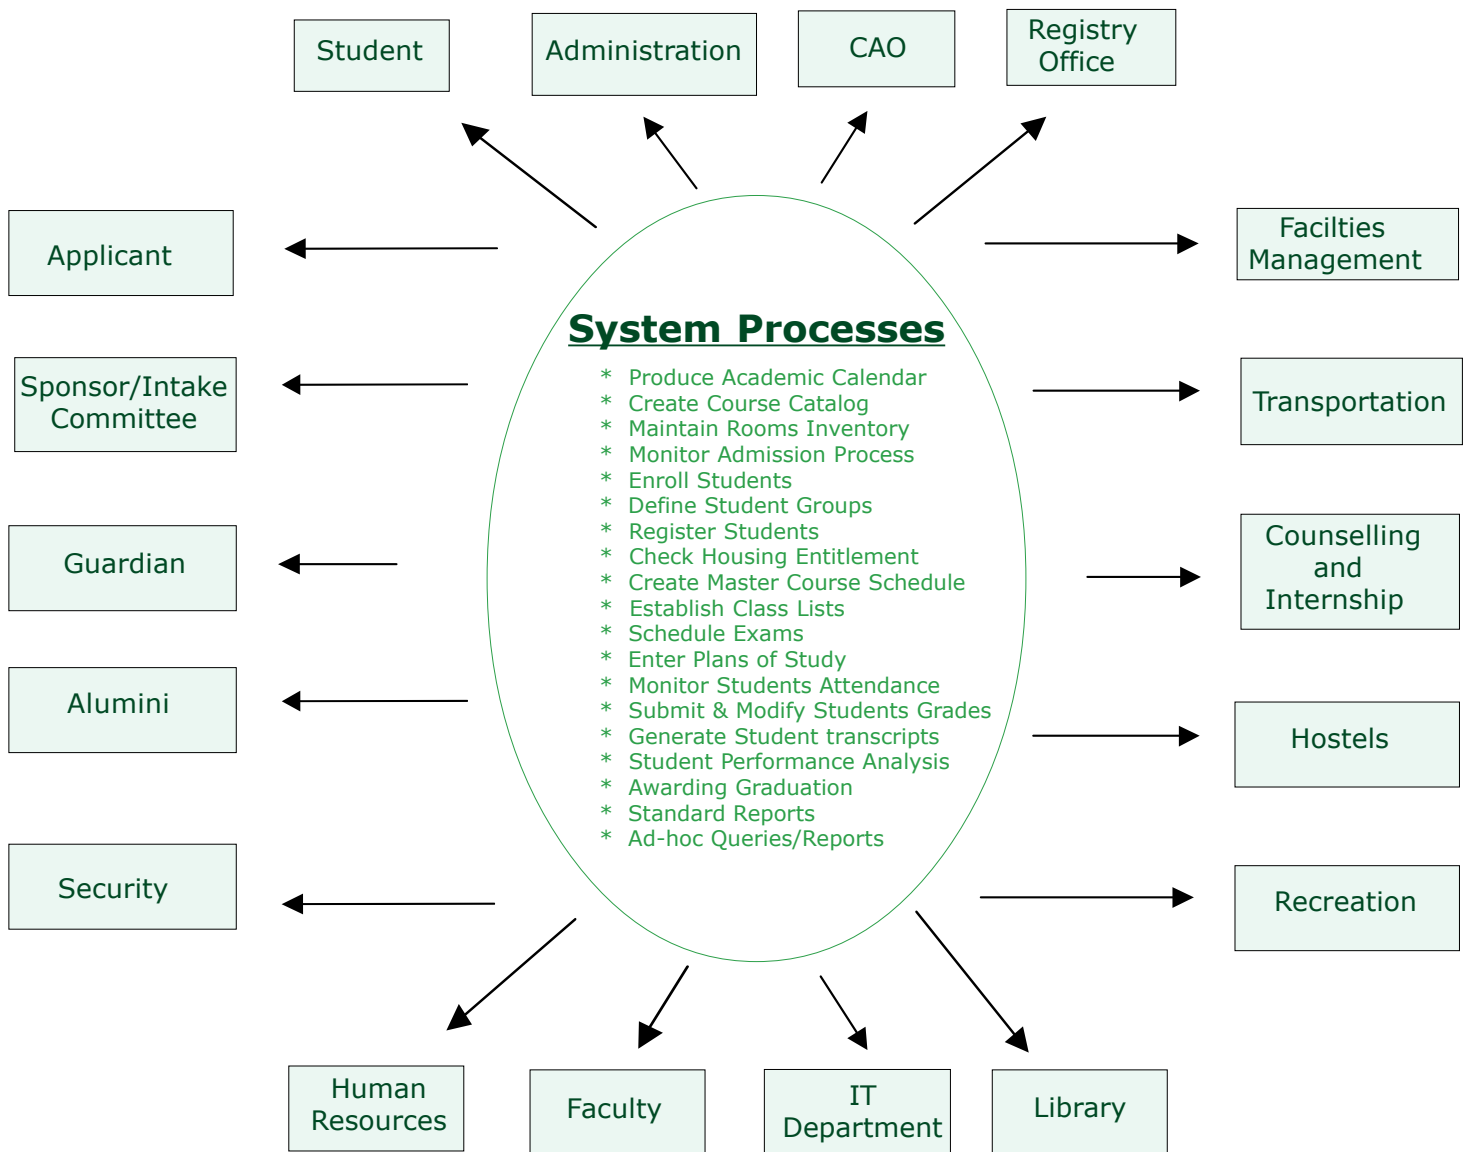 Student
Administration
CAO
Registry
Office
Applicant
Facilties
Management
Sponsor/Intake
Committee
Transportation
Guardian
Counselling
and
Internship
Alumini
Hostels
Security
Recreation
System Processes
* Produce Academic Calendar
* Create Course Catalog
* Maintain Rooms Inventory
* Monitor Admission Process
* Enroll Students
* Define Student Groups
* Register Students
* Check Housing Entitlement
* Create Master Course Schedule
* Establish Class Lists
* Schedule Exams
* Enter Plans of Study
* Monitor Students Attendance
* Submit & Modify Students Grades
* Generate Student transcripts
* Student Performance Analysis
* Awarding Graduation
* Standard Reports
* Ad-hoc Queries/Reports
Human
Resources
Faculty
IT
Department
Library